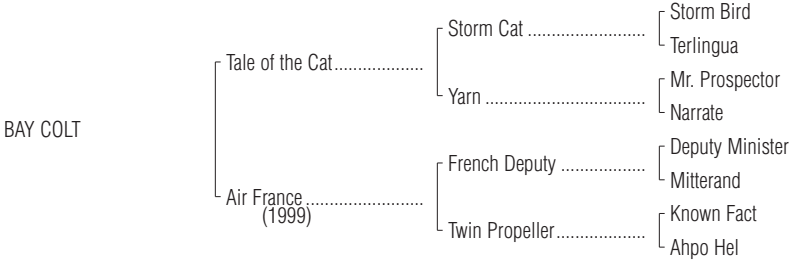 Storm Bird
Storm Cat ........................
Terlingua
Tale of the Cat...................
Mr. Prospector
Yarn .................................
Narrate
BAY COLT
Deputy Minister
French Deputy ..................
Mitterand
Air France .........................
(1999)
Known Fact
Twin Propeller...................
Ahpo Hel